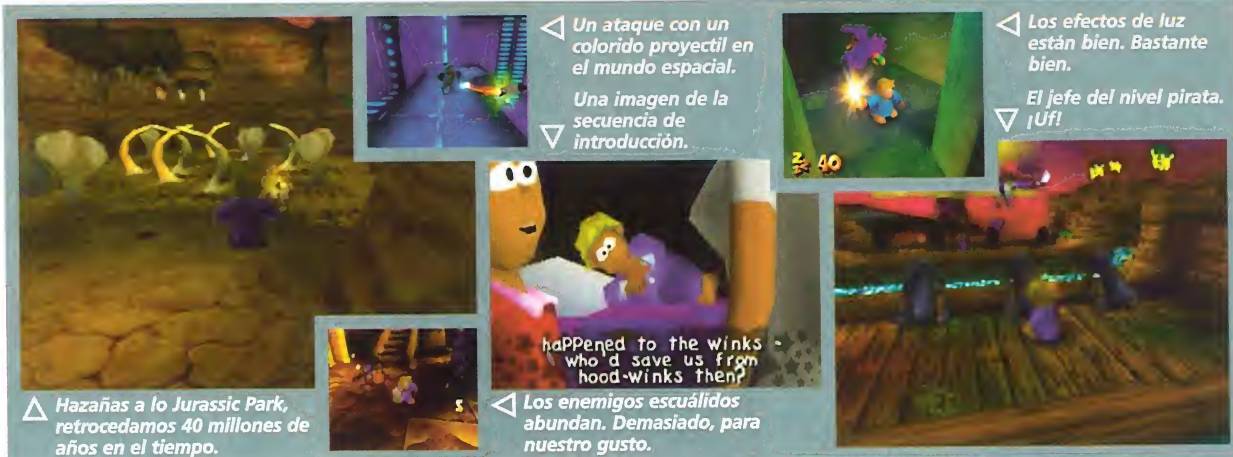 Un ataque con un
colorido proyectil en
el mundo espacial.
Una imagen de la
secuencia de
introducción.
Los efectos de luz
están bien. Bastante
bien.
El jefe del nivel pirata.
¡Uf!
40
haPPened to the winks -
who'd save us from
hood-winks then?
Hazañas a lo Jurassic Park,
retrocedamos 40 millones de
años en el tiempo.
Los enemigos escuálidos
abundan. Demasiado, para
nuestro gusto.